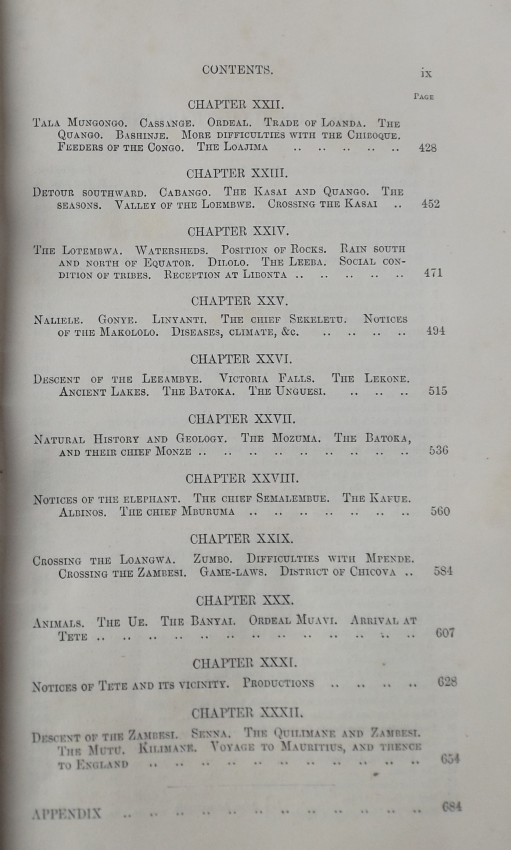 CONTENTS. ix
PAGE
CHAPTER XXII.
TALA MUNGONGO. CASSANGE. ORDEAL. TRADE OF LOANDA. THE
QUANGO. BASHINJE. MORE DIFFICULTIES WITH THE CHIBOQUE.
FEEDERS OF THE CONGO. THE LOAJIMA .. .. .. .. .. 428
CHAPTER XXIII.
DETOUR SOUTHWARD. CABANGO. THE KASAI AND QUANGO. THE
SEASONS. VALLEY OF THE LOEMBWE. CROSSING THE KASAI .. 452
CHAPTER XXIV.
THE LOTEMBWA. WATERSHEDS. POSITION OF ROCKS. RAIN SOUTH
AND NORTH OF EQUATOR. DILOLO. THE LEEBA. SOCIAL CON-
DITION OF TRIBES. RECEPTION AT LIBONTA .. .. .. .. .. 471
CHAPTER XXV.
NALIELE. GONYE. LINYANTI. THE CHIEF SEKELETU. NOTICES
OF THE MAKOLOLO. DISEASES, CLIMATE, &c. .. .. .. .. 494
CHAPTER XXVI.
DESCENT OF THE LEEAMBYE. VICTORIA FALLS. THE LEKONE.
ANCIENT LAKES. THE BATOKA. THE UNGUESI. .. .. .. 515
CHAPTER XXVII.
NATURAL HISTORY AND GEOLOGY. THE MOZUMA. THE BATOKA,
AND THEIR CHIEF MONZE .. .. .. .. .. .. .. .. .. 536
CHAPTER XXVIII.
NOTICES OF THE ELEPHANT. THE CHIEF SEMALEMBUE. THE KAFUE.
ALBINOS. THE CHIEF MBURUMA .. .. .. .. .. .. .. 560
CHAPTER XXIX.
CROSSING THE LOANGWA. ZUMBO. DIFFICULTIES WITH MPENDE.
CROSSING THE ZAMBESI. GAME-LAWS. DISTRICT OF CHICOVA .. 584
CHAPTER XXX.
ANIMALS. THE UE. THE BANYAI. ORDEAL MUAVI. ARRIVAL AT
TETE .. .. .. .. .. .. .. .. .. .. .. .. .. 607
CHAPTER XXXI.
NOTICES OF TETE AND ITS VICINITY. PRODUCTIONS .. .. .. .. 628
CHAPTER XXXII.
DESCENT OF THE ZAMBESI. SENNA. THE QUILIMANE AND ZAMBESI.
THE MUTU. KILIMANE. VOYAGE TO MAURITIUS, AND THENCE
TO ENGLAND .. .. .. .. .. .. .. .. .. .. .. 654
APPENDIX .. .. .. .. .. .. .. .. .. .. .. .. 684